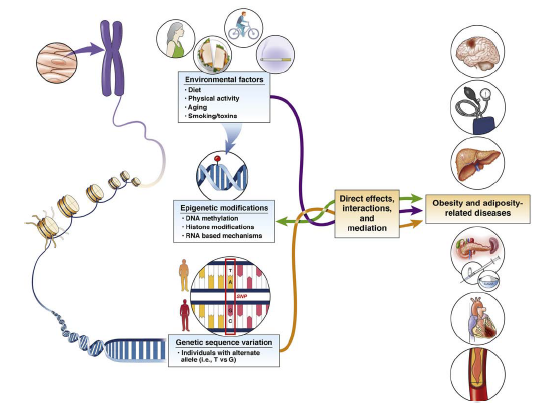 Environmental factors
• Diet
• Physical activity
• Aging
• Smoking/toxins
Epigenetic modifications
• DNA methylation
• Histone modifications
• RNA based mechanisms
Direct effects,
interactions,
and
mediation
Obesity and adiposity-
related diseases
T
A
SNP
C
Genetic sequence variation
• Individuals with alternate
allele (i.e., T vs G)